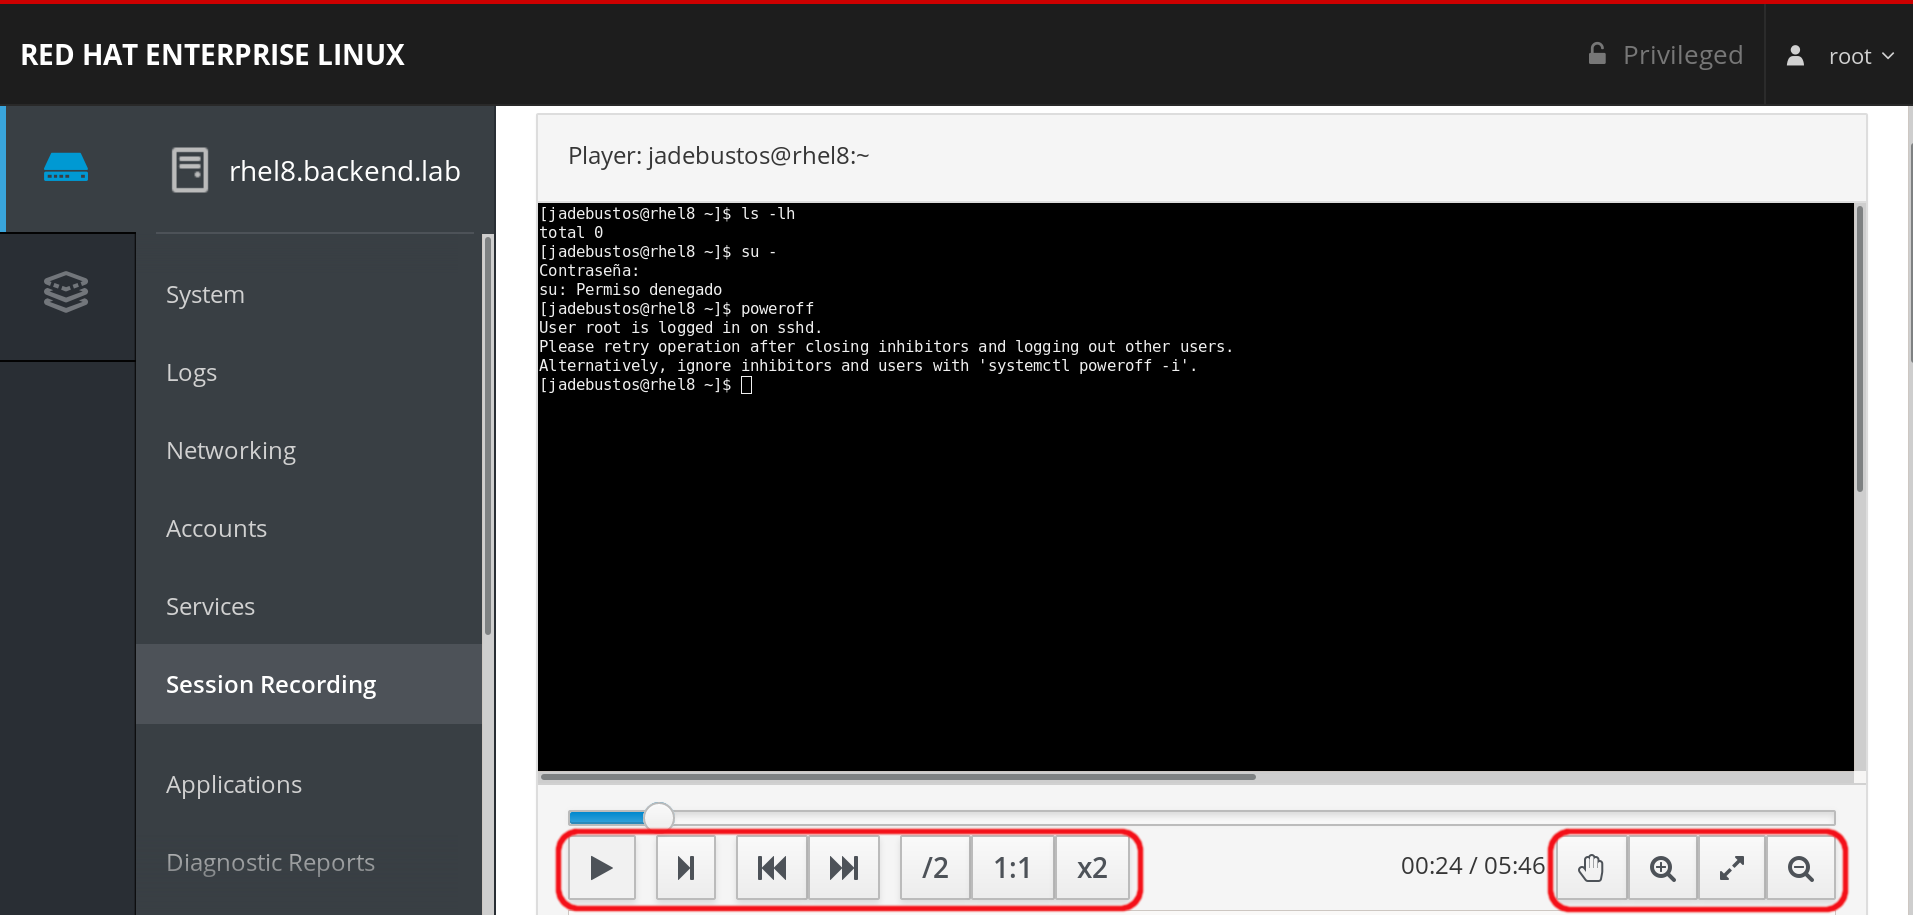 RED HAT ENTERPRISE LINUX
Privileged
root
rhel8.backend.lab
System
Logs
Networking
Accounts
Services
Session Recording
Applications
Diagnostic Reports
Player: jadebustos@rhel8:~
[jadebustos@rhel8 ~]$ ls -lh
total 0
[jadebustos@rhel8 ~]$ su -
Contraseña:
su: Permiso denegado
[jadebustos@rhel8 ~]$ poweroff
User root is logged in on sshd.
Please retry operation after closing inhibitors and logging out other users.
Alternatively, ignore inhibitors and users with 'systemctl poweroff -i'.
[jadebustos@rhel8 ~]$
/2 1:1 x2
00:24 / 05:46